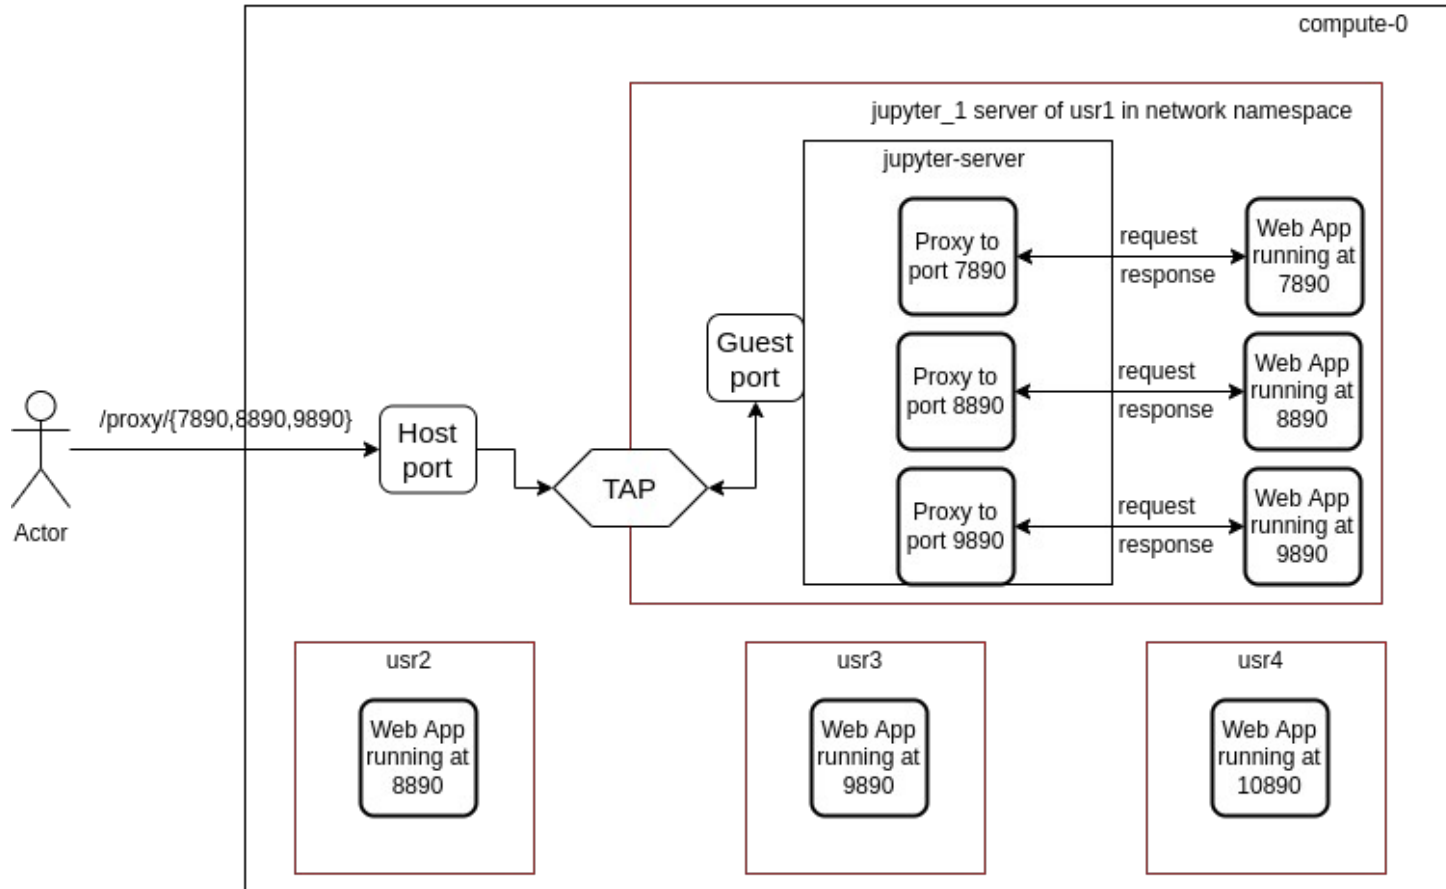 compute-0
jupyter_1 server of usr1 in network namespace
jupyter-server
Proxy to
port 7890
request
response
Web App
running at
7890
Guest
port
Proxy to
port 8890
request
response
Web App
running at
8890
/proxy/{7890,8890,9890}
Host
port
TAP
Proxy to
port 9890
request
response
Web App
running at
9890
Actor
usr2
Web App
running at
8890
usr3
Web App
running at
9890
usr4
Web App
running at
10890